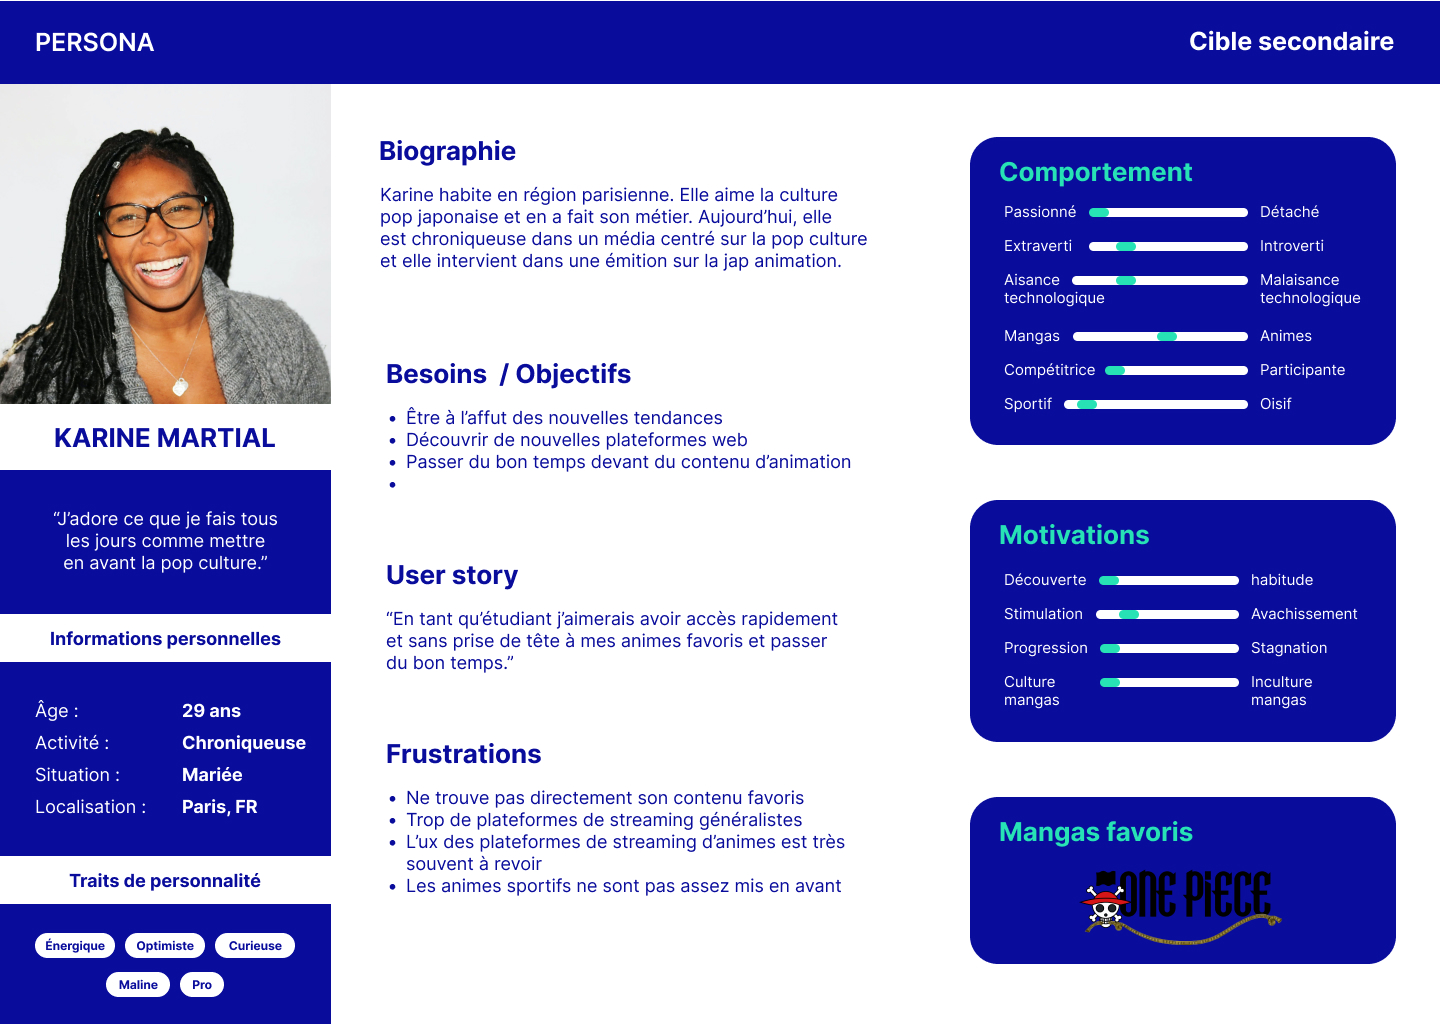 PERSONA
Cible secondaire
KARINE MARTIAL
“J’adore ce que je fais tous
les jours comme mettre
en avant la pop culture.”
Informations personnelles
Âge : 29 ans
Activité : Chroniqueuse
Situation : Mariée
Localisation : Paris, FR
Traits de personnalité
Énergique Optimiste Curieuse
Maline Pro
Biographie
Karine habite en région parisienne. Elle aime la culture
pop japonaise et en a fait son métier. Aujourd’hui, elle
est chroniqueuse dans un média centré sur la pop culture
et elle intervient dans une émition sur la jap animation.
Besoins / Objectifs
• Être à l’affut des nouvelles tendances
• Découvrir de nouvelles plateformes web
• Passer du bon temps devant du contenu d’animation
•
User story
“En tant qu’étudiant j’aimerais avoir accès rapidement
et sans prise de tête à mes animes favoris et passer
du bon temps.”
Frustrations
• Ne trouve pas directement son contenu favoris
• Trop de plateformes de streaming généralistes
• L’ux des plateformes de streaming d’animes est très
souvent à revoir
• Les animes sportifs ne sont pas assez mis en avant
Comportement
Passionné Détaché
Extraverti Introverti
Aisance Malaisance
technologique technologique
Mangas Animes
Compétitrice Participante
Sportif Oisif
Motivations
Découverte habitude
Stimulation Avachissement
Progression Stagnation
Culture Inculture
mangas mangas
Mangas favoris
ONE PiECE